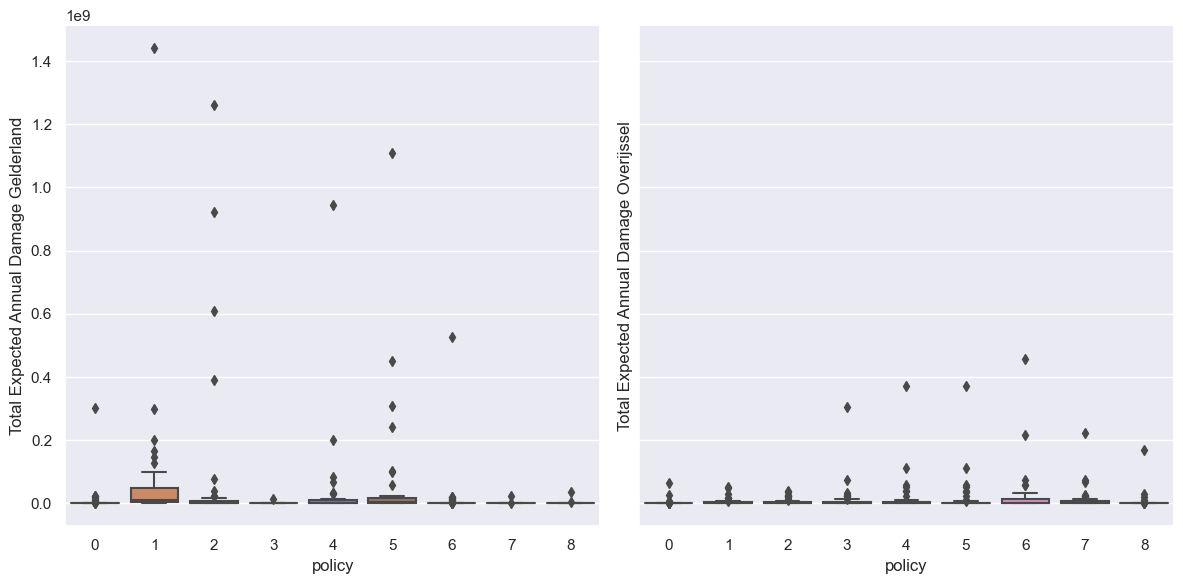 1e9
1.4
1.2
1.0
0.8
0.6
0.4
0.2
0.0
Total Expected Annual Damage Gelderland
0 1 2 3 4 5 6 7 8
policy
Total Expected Annual Damage Overijssel
0 1 2 3 4 5 6 7 8
policy